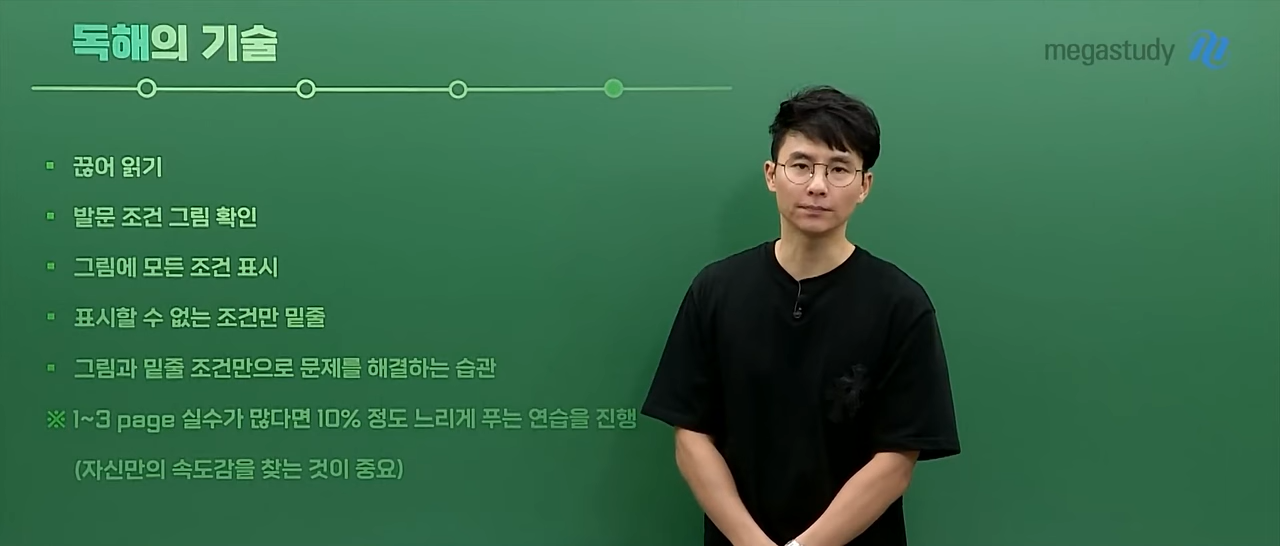 독해의 기술
megastudy
▪ 끊어 읽기
▪ 발문 조건 그림 확인
▪ 그림에 모든 조건 표시
▪ 표시할 수 없는 조건만 밑줄
▪ 그림과 밑줄 조건만으로 문제를 해결하는 습관
※ 1~3 page 실수가 많다면 10% 정도 느리게 푸는 연습을 진행
(자신만의 속도감을 찾는 것이 중요)